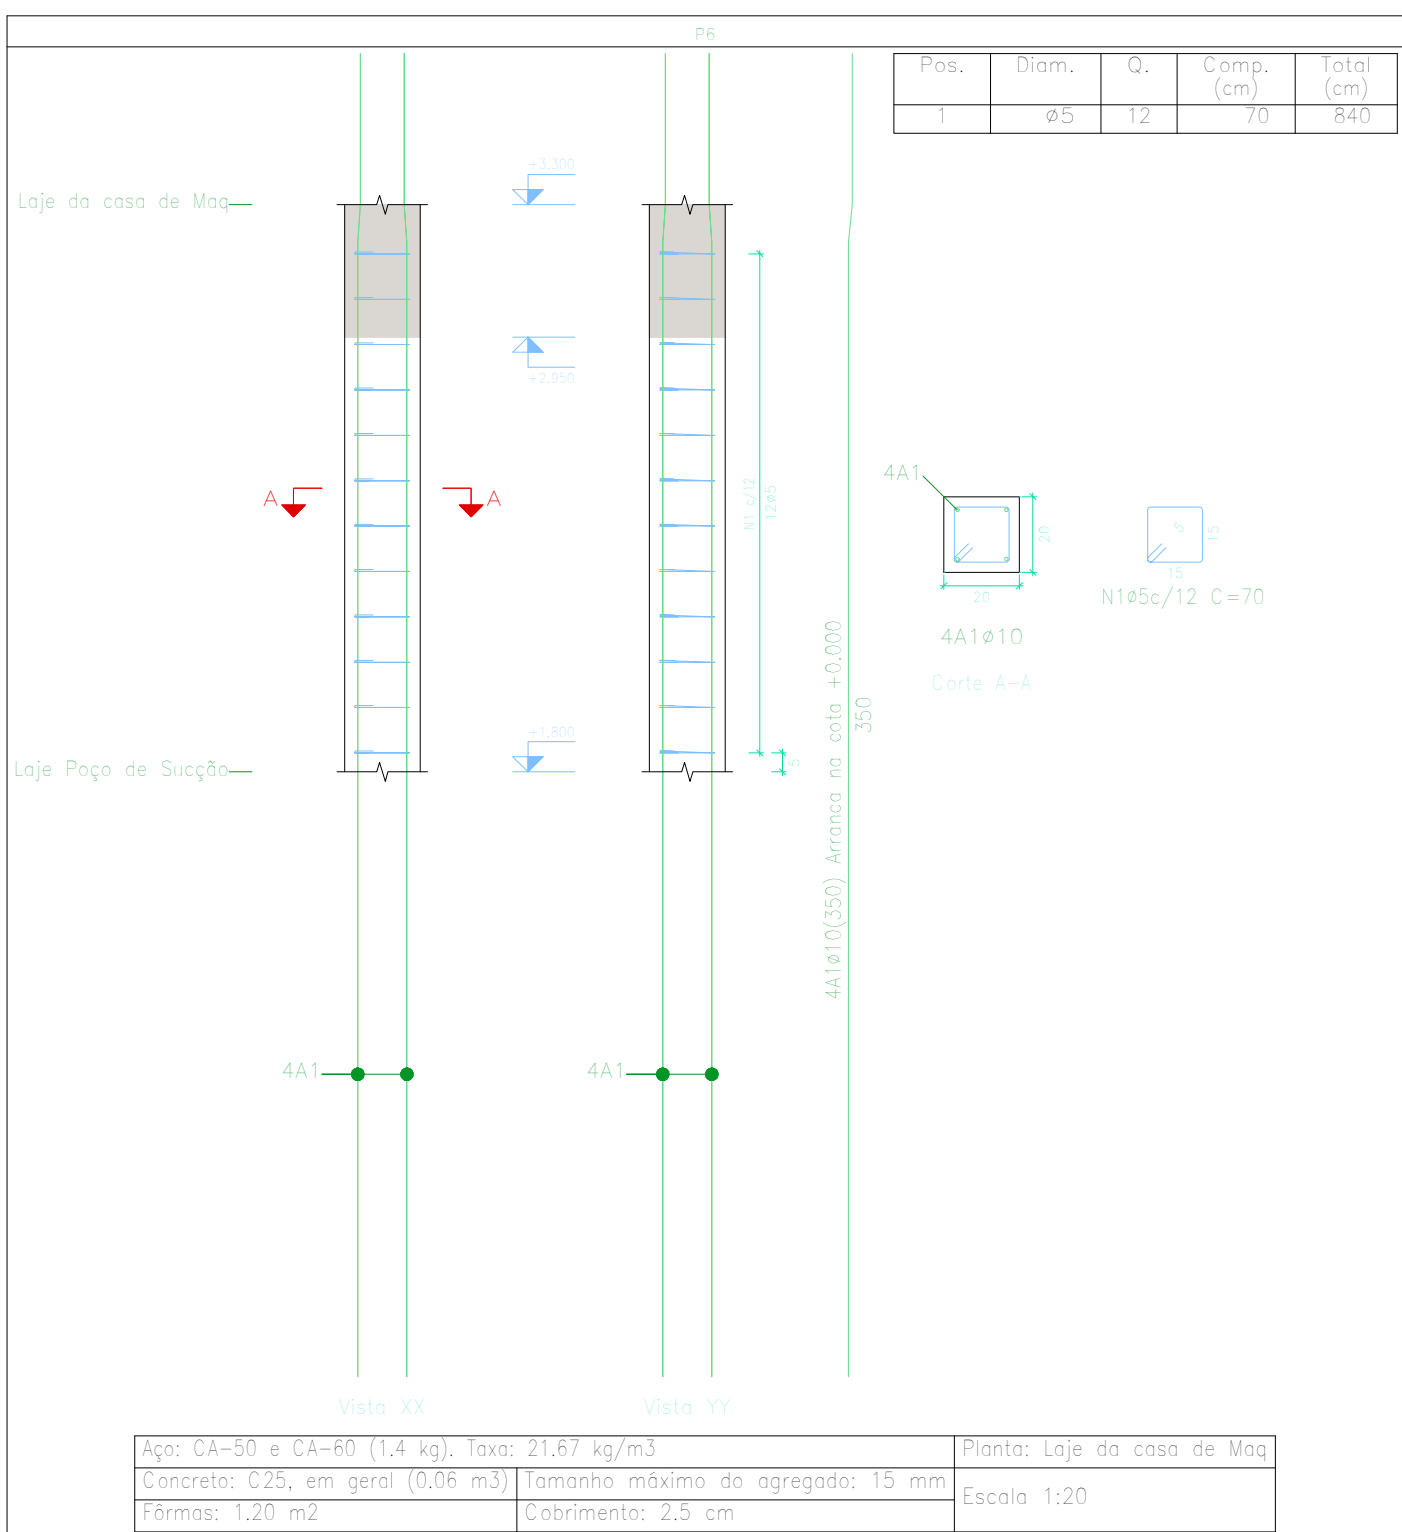 P6
Pos. Diam. Q. Comp. (cm) Total (cm)
1 ø5 12 70 840
+3,300
Laje da casa de Maq
+2,950
A A
N1 c/12
12ø5
4A1
20
20
4A1ø10
Corte A-A
5
15
15
N1ø5c/12 C=70
4A1ø10(350) Arranca na cota +0.000
350
+1,800
Laje Poço de Sucção
5
4A1
4A1
Vista XX
Vista YY
Aço: CA-50 e CA-60 (1.4 kg). Taxa: 21.67 kg/m3
Planta: Laje da casa de Maq
Concreto: C25, em geral (0.06 m3)
Tamanho máximo do agregado: 15 mm
Escala 1:20
Fôrmas: 1.20 m2
Cobrimento: 2.5 cm